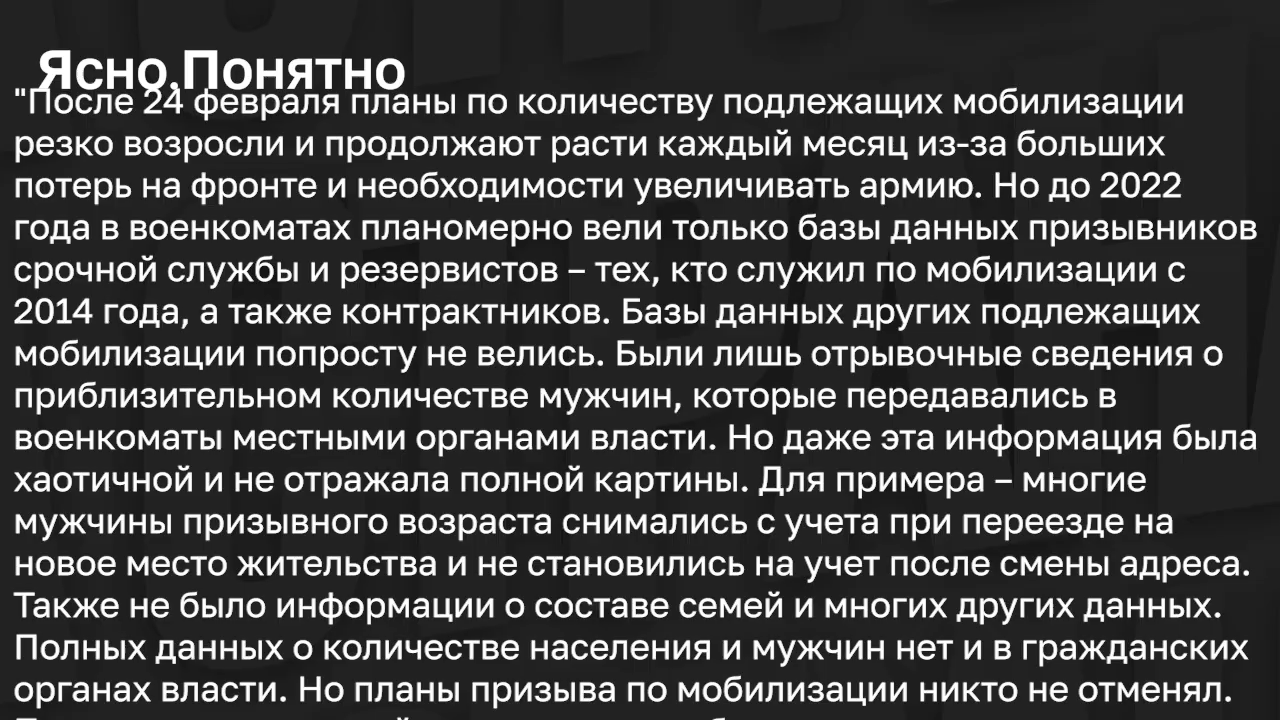 Ясно,Понятно
"После 24 февраля планы по количеству подлежащих мобилизации
резко возросли и продолжают расти каждый месяц из-за больших
потерь на фронте и необходимости увеличивать армию. Но до 2022
года в военкоматах планомерно вели только базы данных призывников
срочной службы и резервистов – тех, кто служил по мобилизации с
2014 года, а также контрактников. Базы данных других подлежащих
мобилизации попросту не велись. Были лишь отрывочные сведения о
приблизительном количестве мужчин, которые передавались в
военкоматы местными органами власти. Но даже эта информация была
хаотичной и не отражала полной картины. Для примера – многие
мужчины призывного возраста снимались с учета при переезде на
новое место жительства и не становились на учет после смены адреса.
Также не было информации о составе семей и многих других данных.
Полных данных о количестве населения и мужчин нет и в гражданских
органах власти. Но планы призыва по мобилизации никто не отменял.